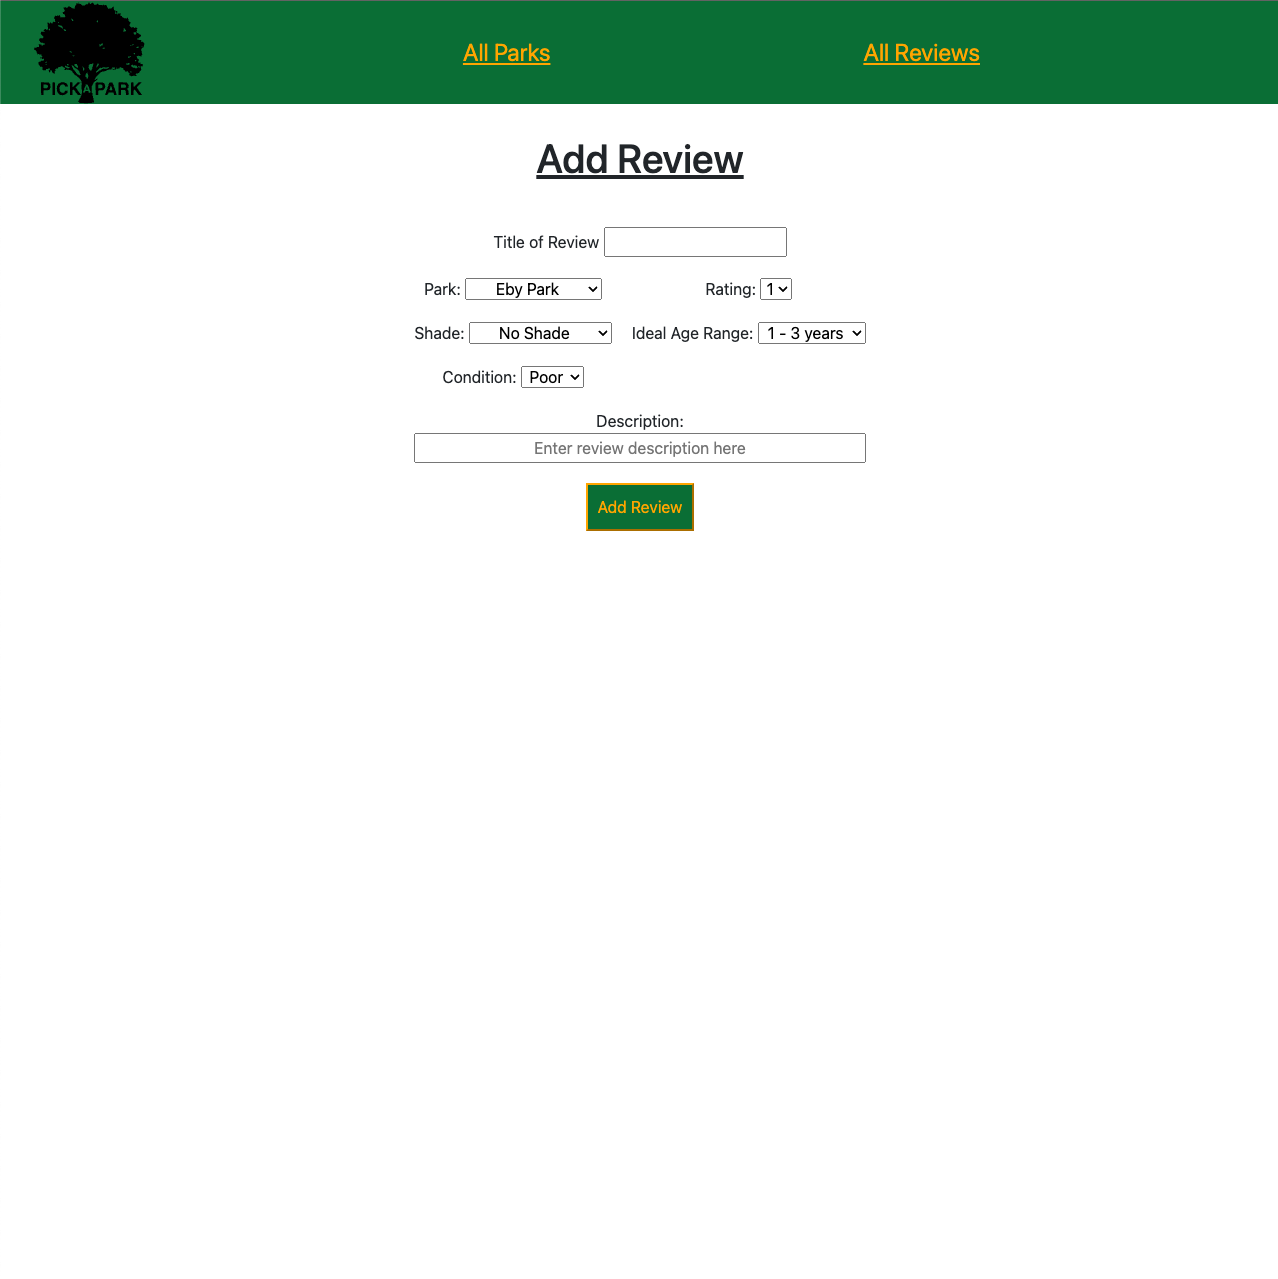 PICK A PARK
All Parks
All Reviews
Add Review
Title of Review
Park: Eby Park
Rating: 1
Shade: No Shade
Ideal Age Range: 1 - 3 years
Condition: Poor
Description:
Enter review description here
Add Review